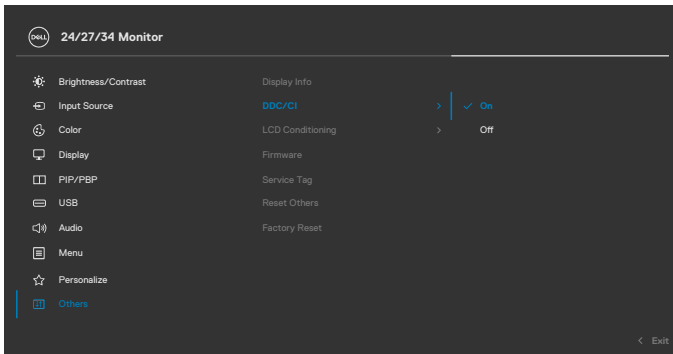 DELL 24/27/34 Monitor
Brightness/Contrast Display Info
Input Source DDC/CI > ✓ On
Color LCD Conditioning > Off
Display Firmware
PIP/PBP Service Tag
USB Reset Others
Audio Factory Reset
Menu
Personalize
Others
< Exit